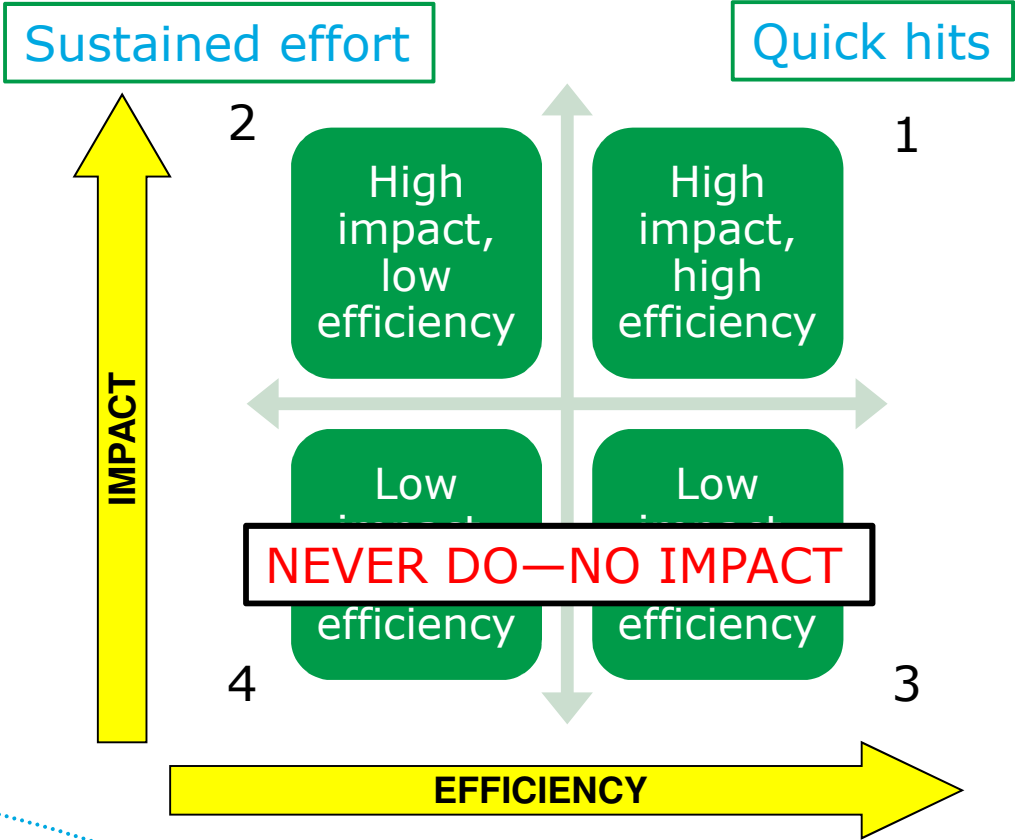 Sustained effort
Quick hits
2
1
High
impact,
low
efficiency
High
impact,
high
efficiency
IMPACT
Low
Low
NEVER DO—NO IMPACT
efficiency
efficiency
4
3
EFFICIENCY